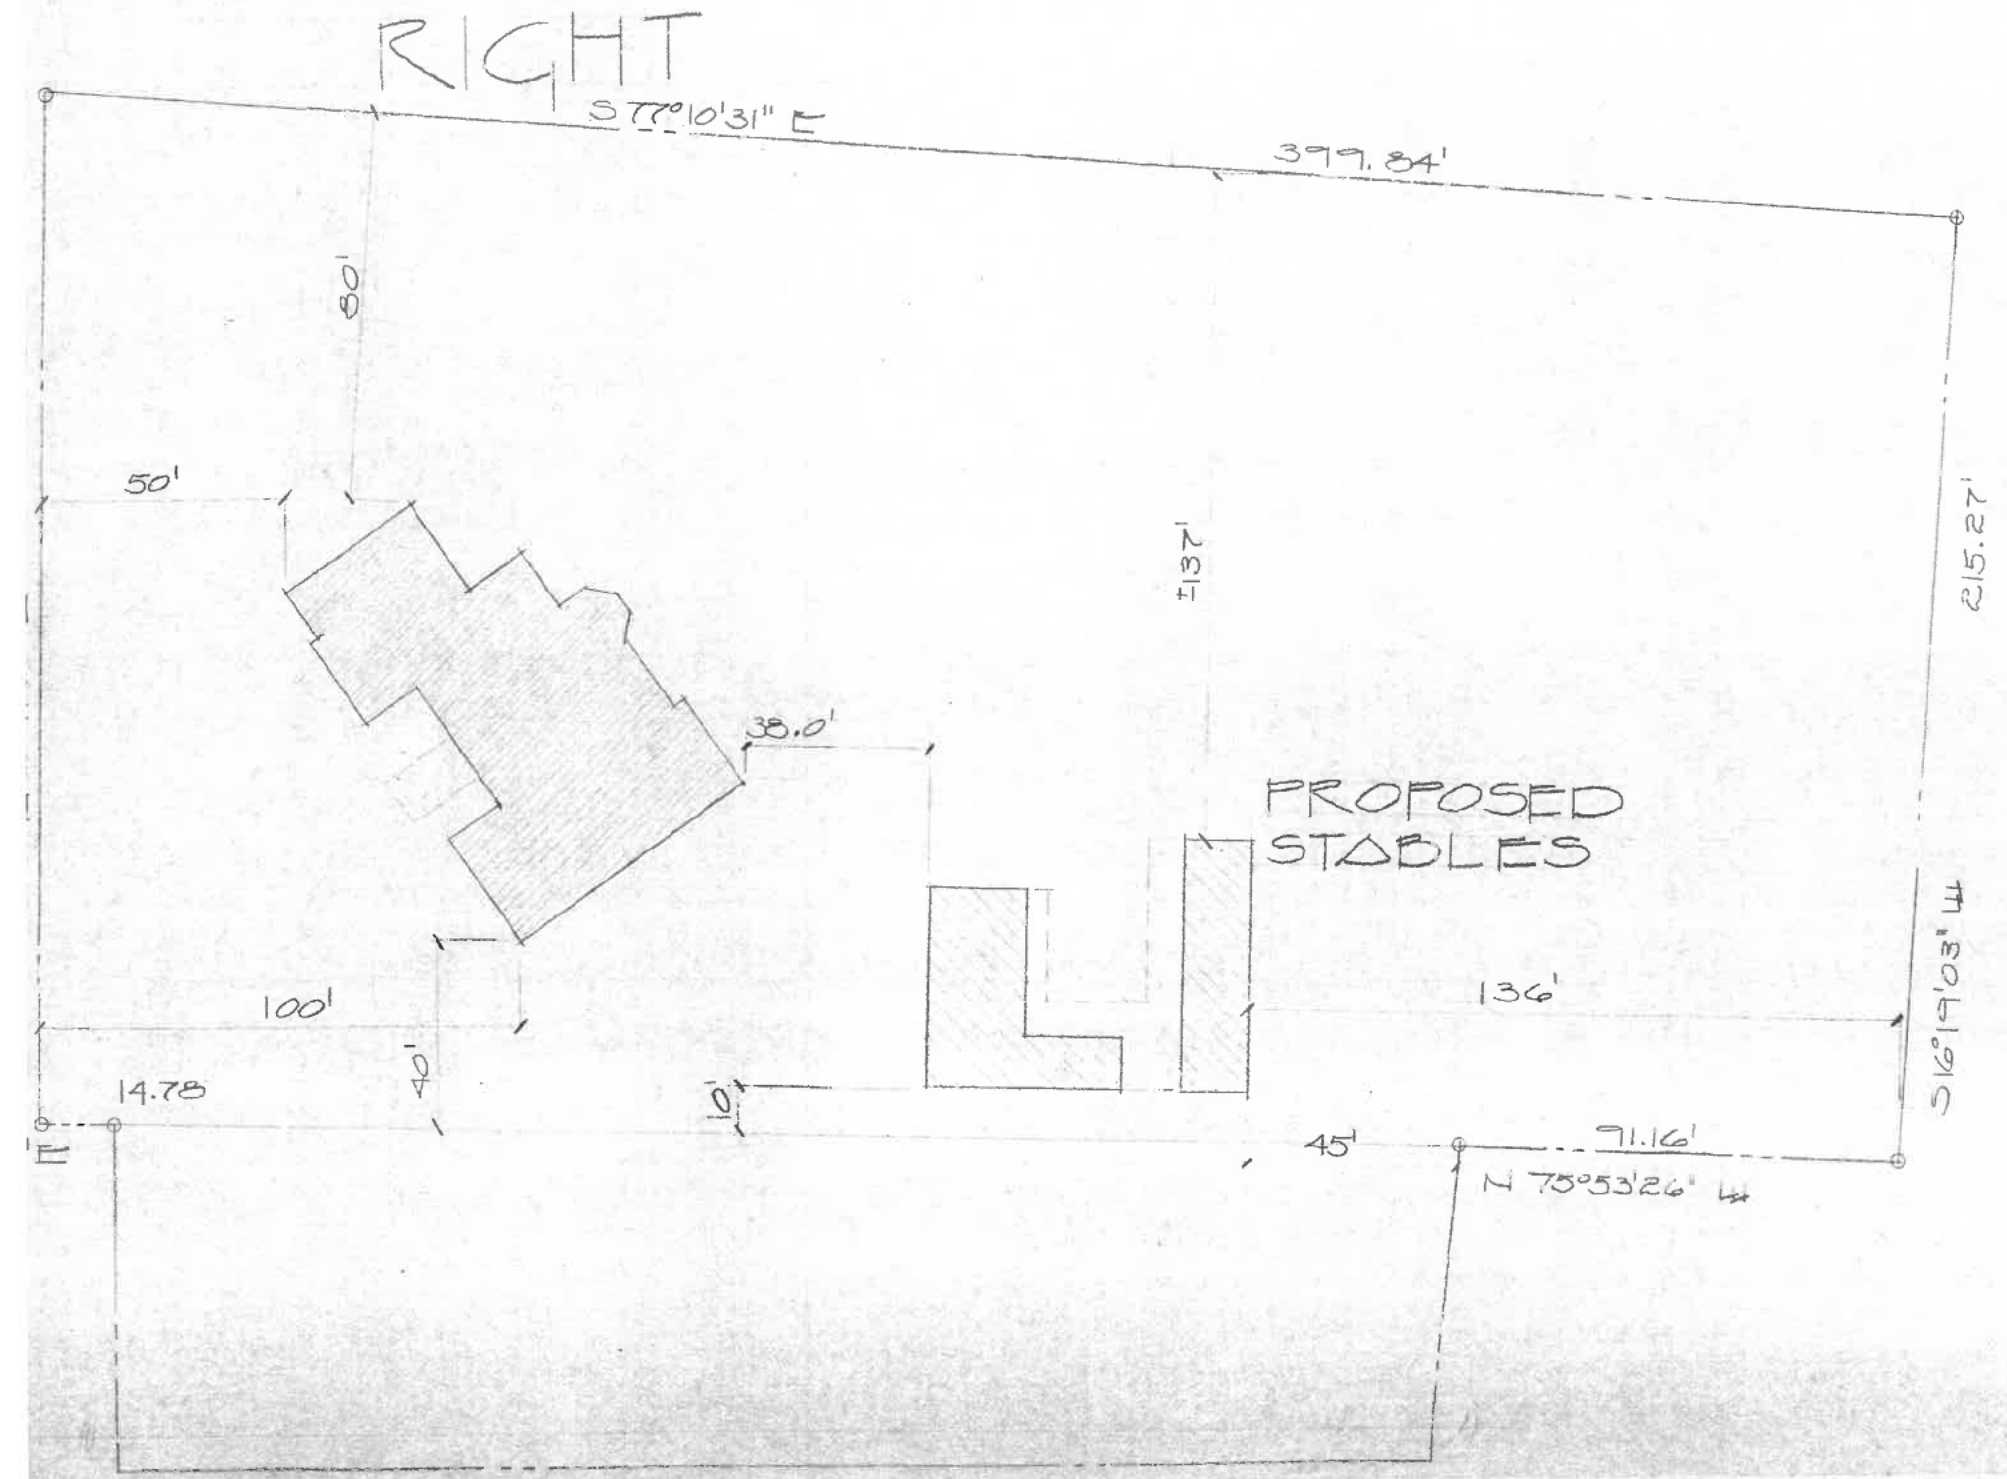 RIGHT
S 77°10'31" E
399.84'
80'
50'
215.27'
±137'
38.0'
PROPOSED
STABLES
S16°19'03" W
136'
100'
40'
14.78
10'
E
45'
91.16'
N 75°53'26" W